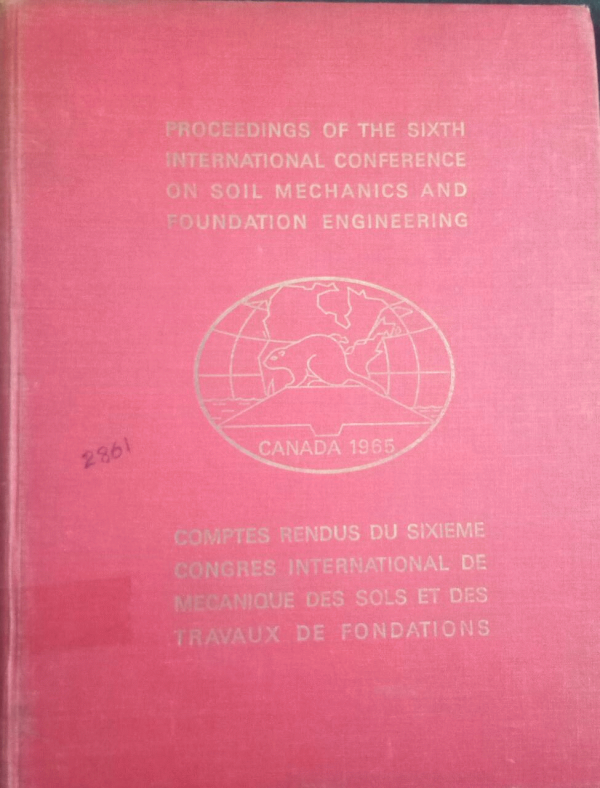 PROCEEDINGS OF THE SIXTH
INTERNATIONAL CONFERENCE
ON SOIL MECHANICS AND
FOUNDATION ENGINEERING
CANADA 1965
2861
COMPTES RENDUS DU SIXIEME
CONGRES INTERNATIONAL DE
MECANIQUE DES SOLS ET DES
TRAVAUX DE FONDATIONS